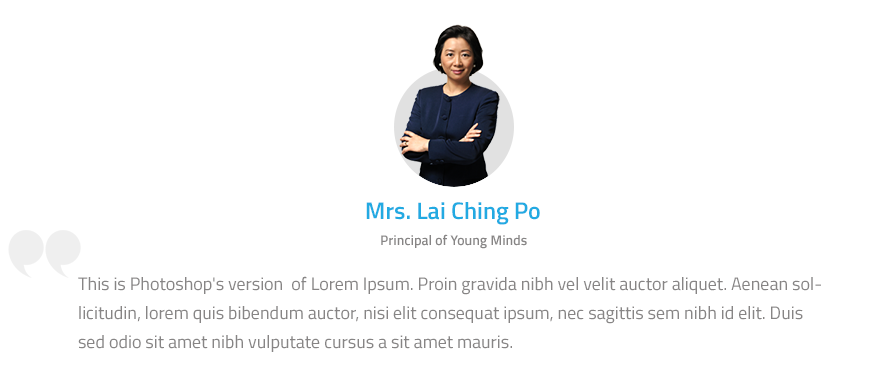 Mrs. Lai Ching Po
Principal of Young Minds
This is Photoshop's version  of Lorem Ipsum. Proin gravida nibh vel velit auctor aliquet. Aenean sol-
licitudin, lorem quis bibendum auctor, nisi elit consequat ipsum, nec sagittis sem nibh id elit. Duis
sed odio sit amet nibh vulputate cursus a sit amet mauris.